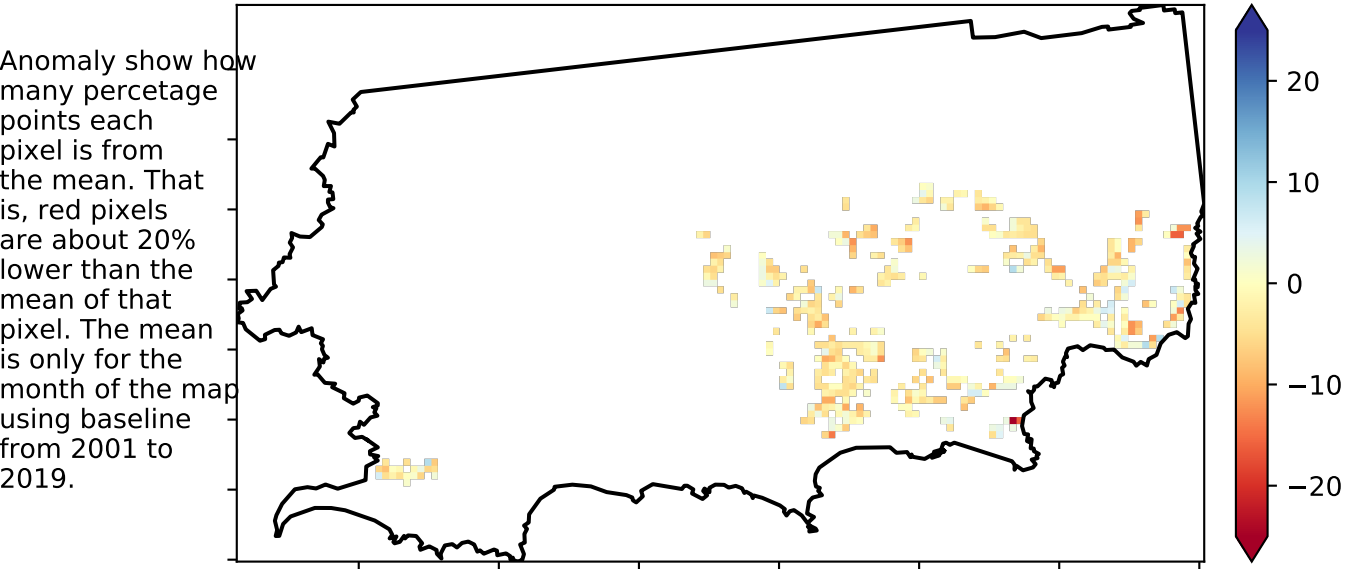 Anomaly show how
many percetage
points each
pixel is from
the mean. That
is, red pixels
are about 20%
lower than the
mean of that
pixel. The mean
is only for the
month of the map
using baseline
from 2001 to
2019.
20
10
0
−10
−20